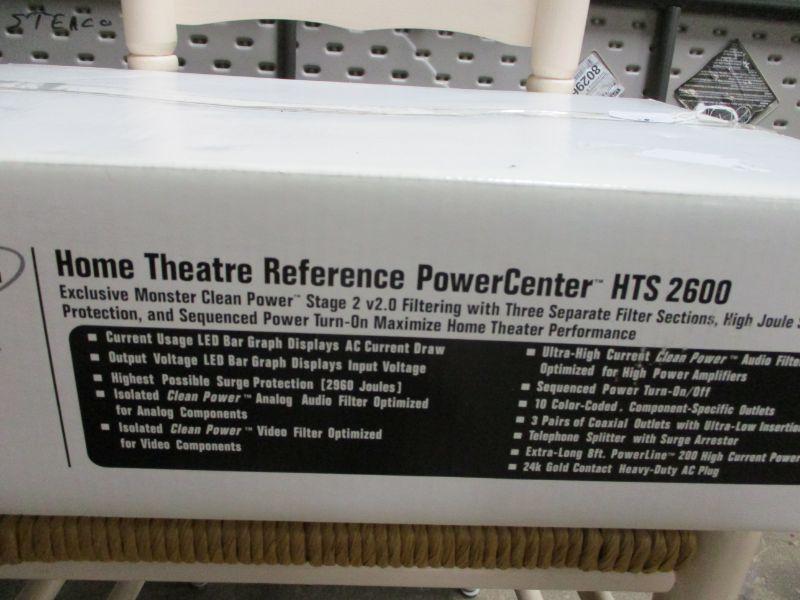 STERCO
8029
Home Theatre Reference PowerCenter™ HTS 2600
Exclusive Monster Clean Power™ Stage 2 v2.0 Filtering with Three Separate Filter Sections, High Joule
Protection, and Sequenced Power Turn-On Maximize Home Theater Performance
■ Current Usage LED Bar Graph Displays AC Current Draw
■ Output Voltage LED Bar Graph Displays Input Voltage
■ Highest Possible Surge Protection [2960 Joules]
■ Isolated Clean Power™ Analog Audio Filter Optimized
for Analog Components
■ Isolated Clean Power™ Video Filter Optimized
for Video Components
■ Ultra-High Current Clean Power™ Audio Filte
Optimized for High Power Amplifiers
■ Sequenced Power Turn-On/Off
■ 10 Color-Coded, Component-Specific Outlets
■ 3 Pairs of Coaxial Outlets with Ultra-Low Insertio
■ Telephone Splitter with Surge Arrestor
■ Extra-Long 8ft. PowerLine™ 200 High Current Power
■ 24k Gold Contact Heavy-Duty AC Plug